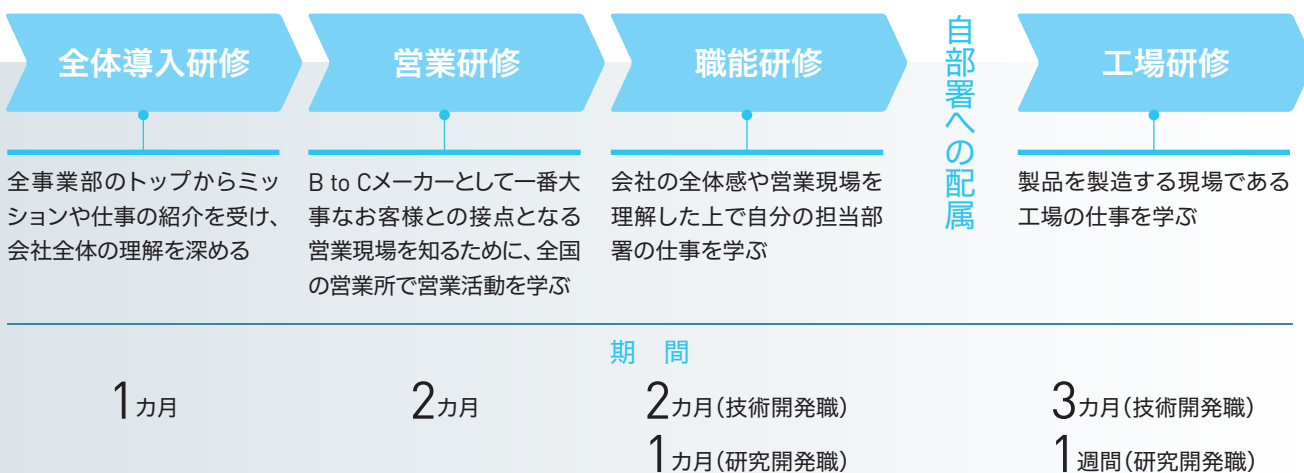 全体導入研修
全事業部のトップからミッ
ションや仕事の紹介を受け、
会社全体の理解を深める
営業研修
B to Cメーカーとして一番大
事なお客様との接点となる
営業現場を知るために、全国
の営業所で営業活動を学ぶ
職能研修
会社の全体感や営業現場を
理解した上で自分の担当部
署の仕事を学ぶ
自部署への配属
工場研修
製品を製造する現場である
工場の仕事を学ぶ
期 間
1カ月
2カ月
2カ月(技術開発職)
1カ月(研究開発職)
3カ月(技術開発職)
1週間(研究開発職)